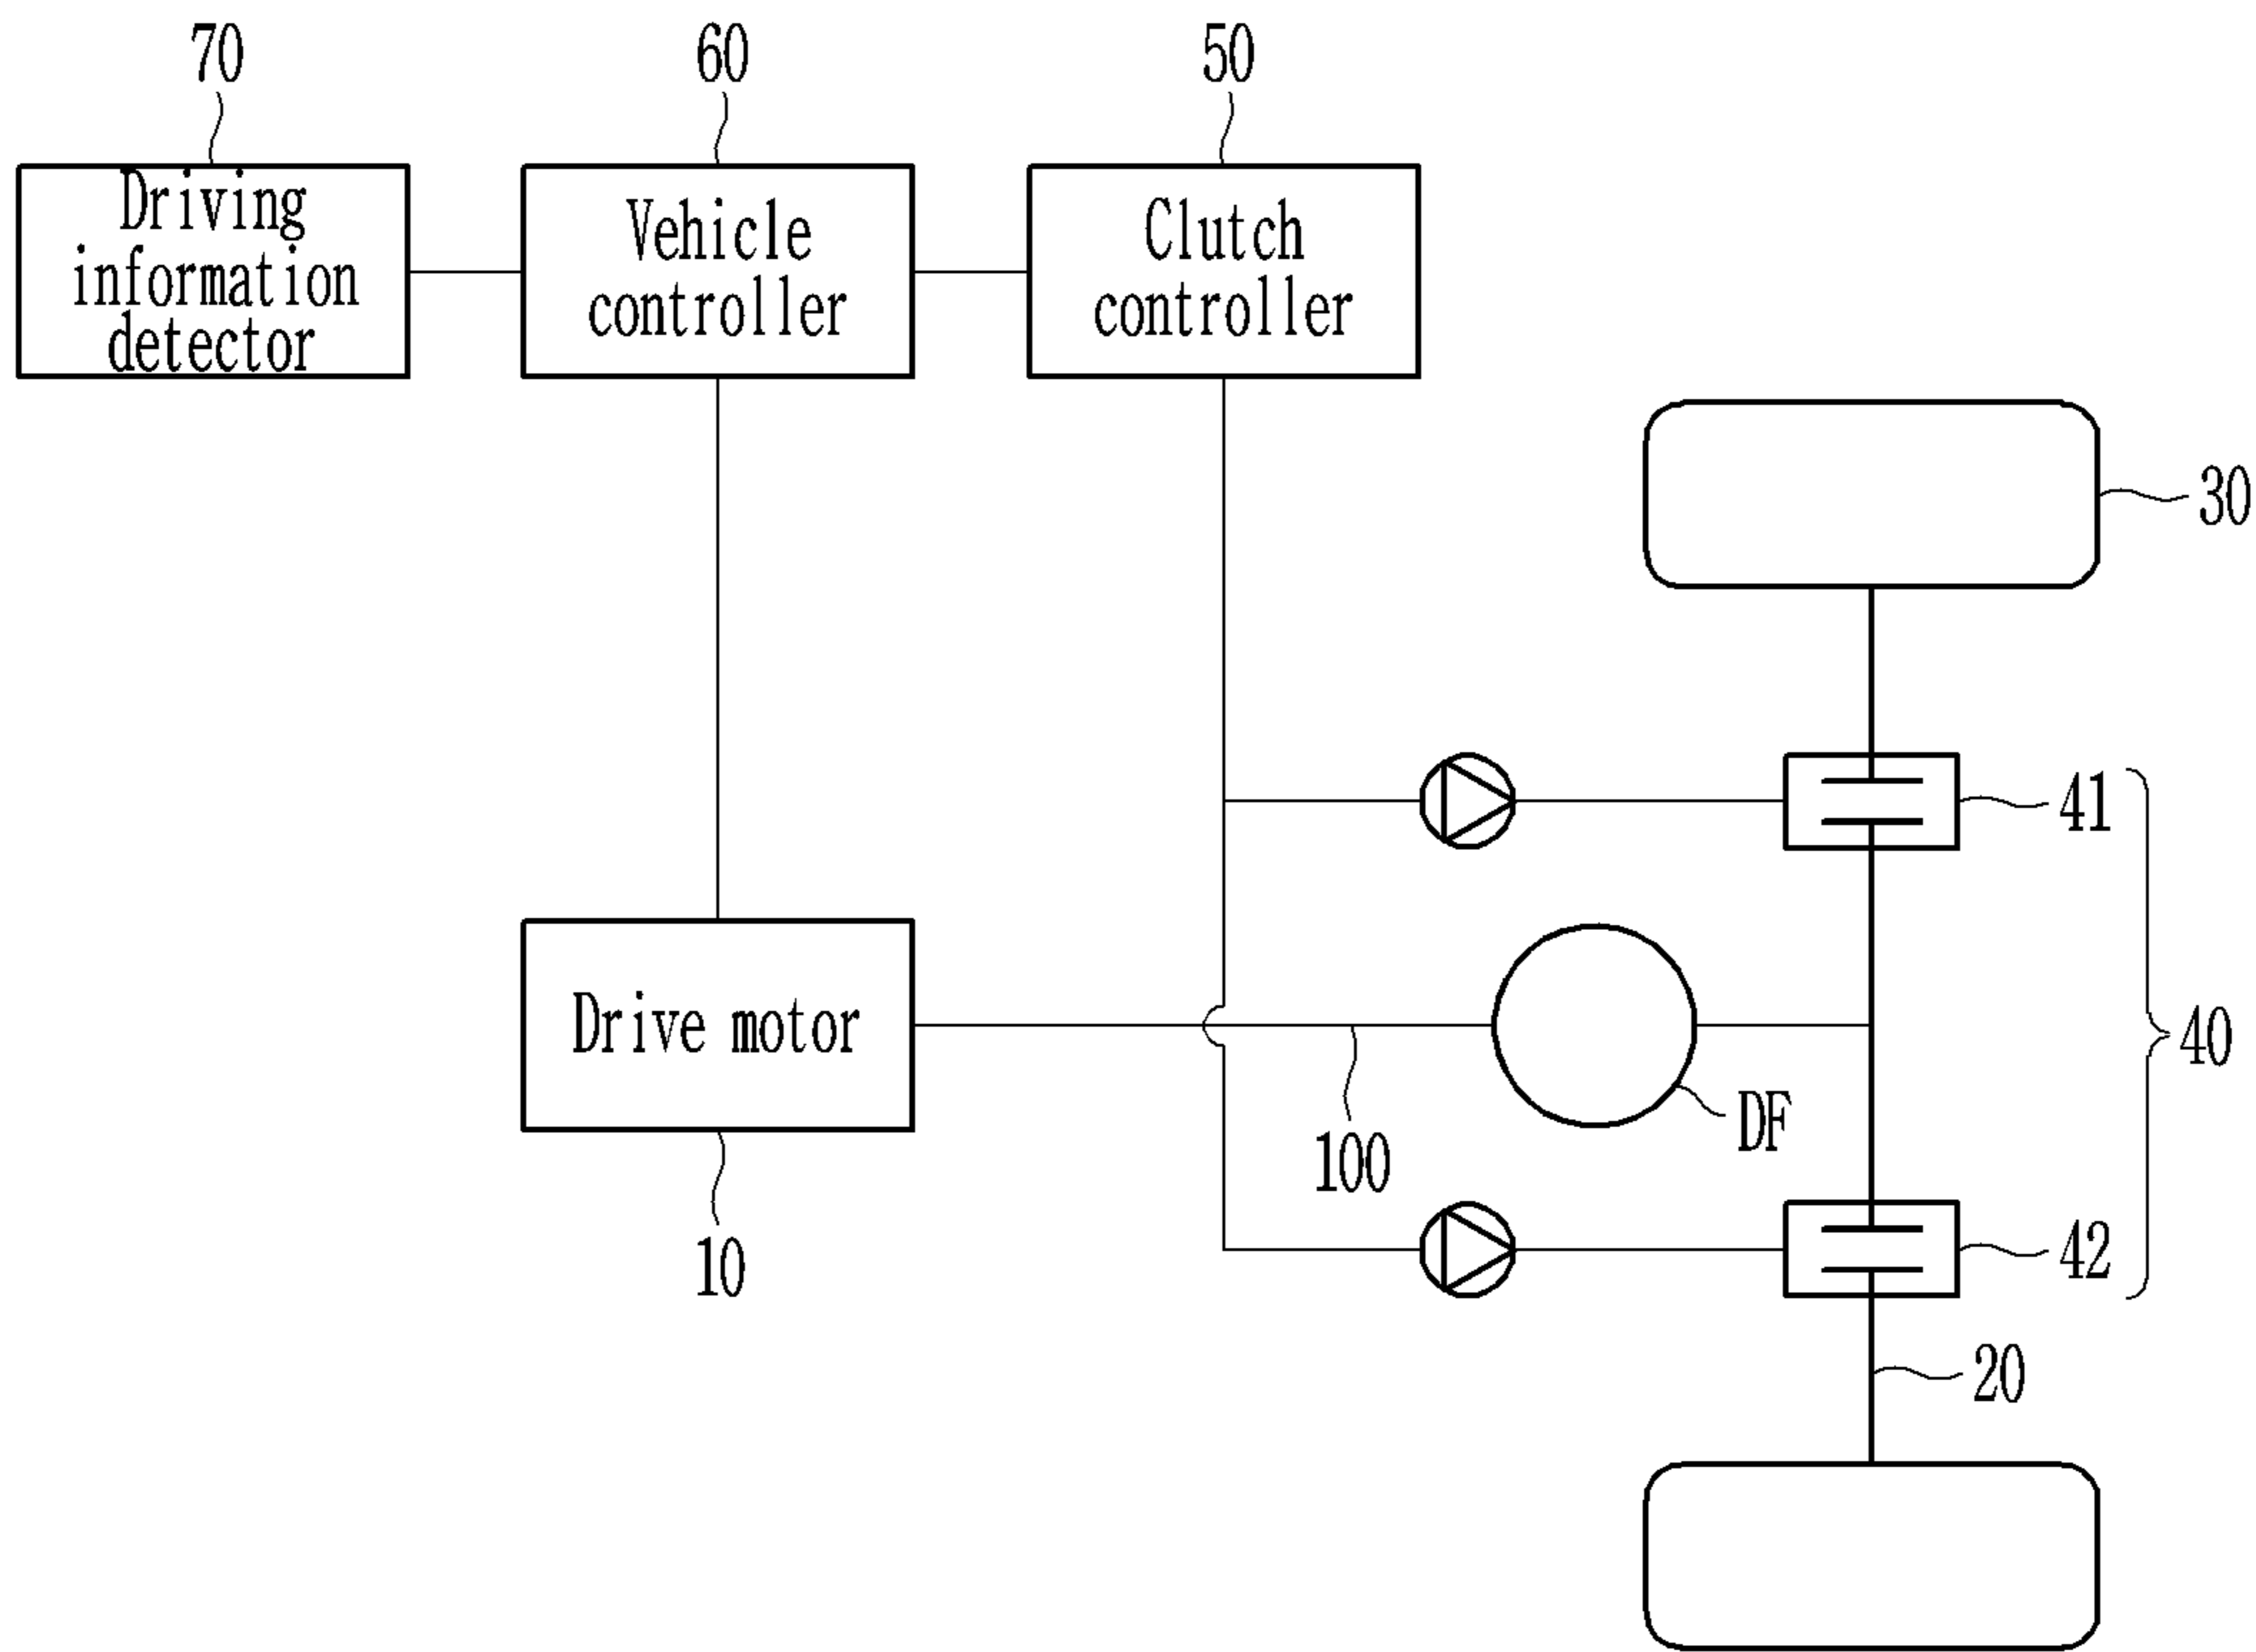 70
60
50
Driving
information
detector
Vehicle
controller
Clutch
controller
30
41
40
Drive motor
DF
100
42
10
20